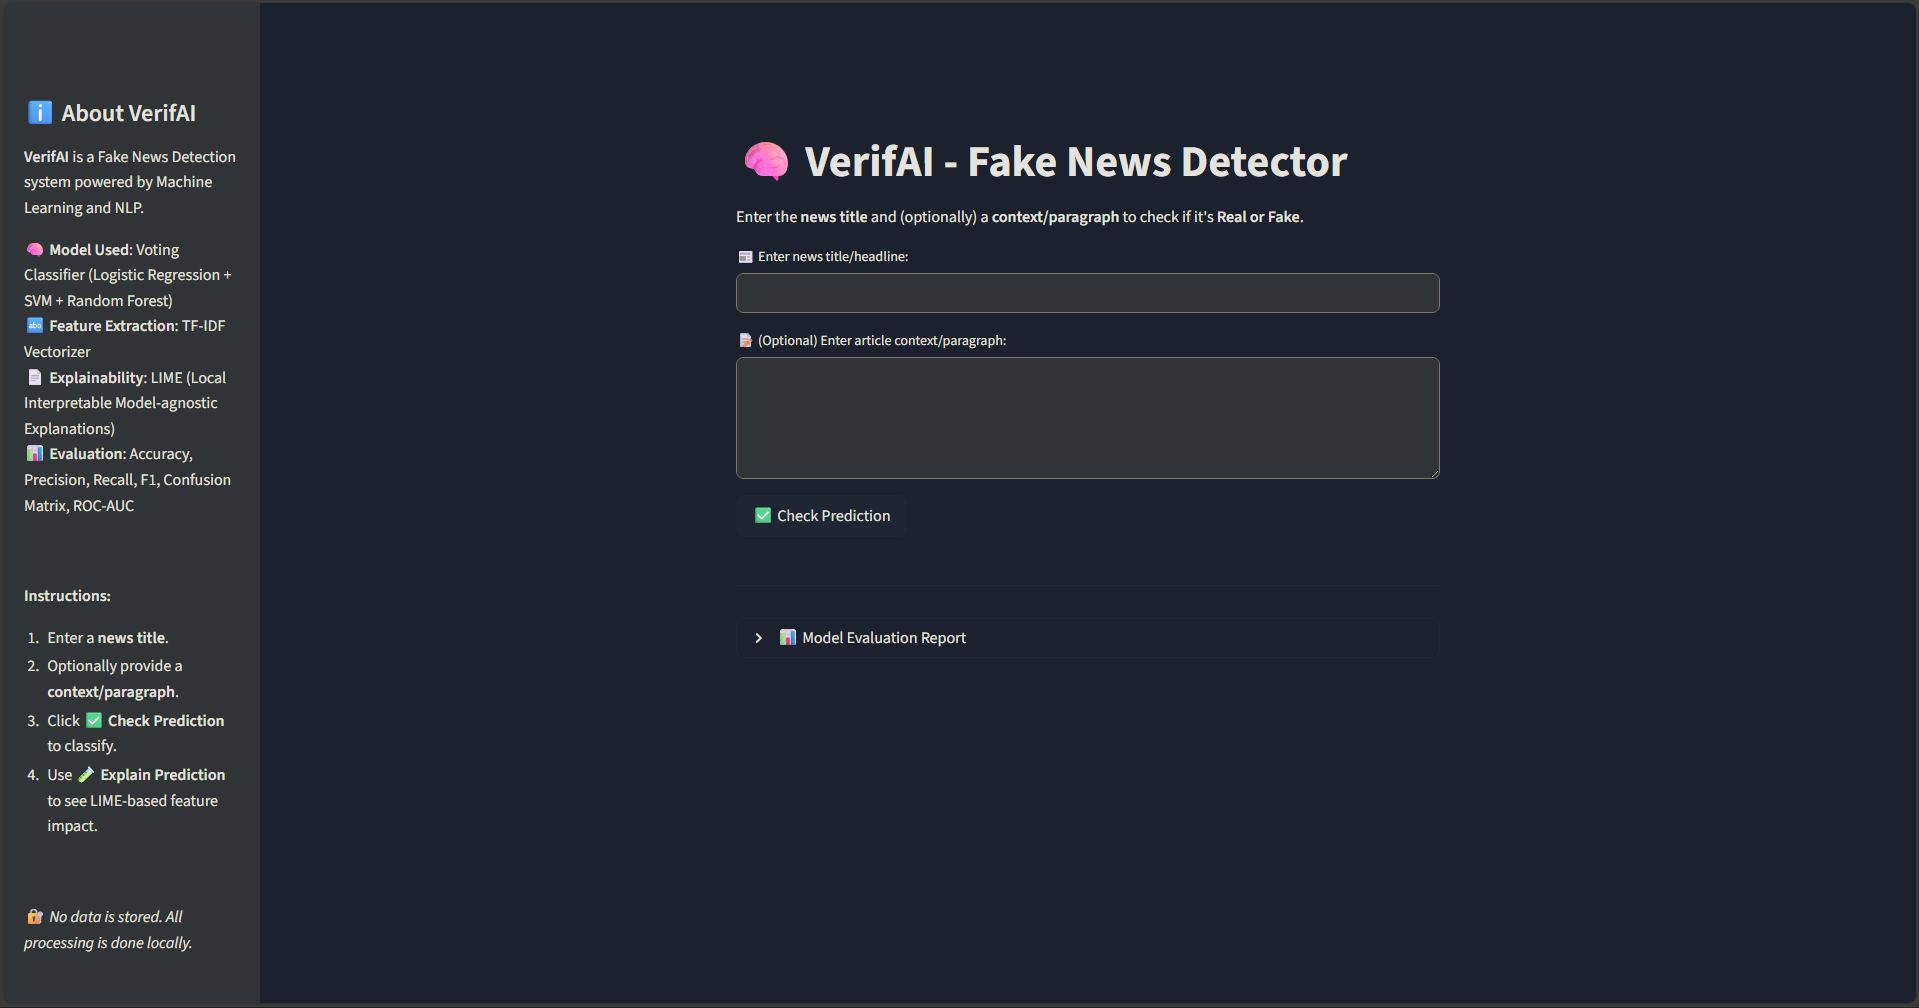 About VerifAI
VerifAI is a Fake News Detection
system powered by Machine
Learning and NLP.
Model Used: Voting
Classifier (Logistic Regression +
SVM + Random Forest)
Feature Extraction: TF-IDF
Vectorizer
Explainability: LIME (Local
Interpretable Model-agnostic
Explanations)
Evaluation: Accuracy,
Precision, Recall, F1, Confusion
Matrix, ROC-AUC
Instructions:
1. Enter a news title.
2. Optionally provide a
context/paragraph.
3. Click ✅ Check Prediction
to classify.
4. Use 🧪 Explain Prediction
to see LIME-based feature
impact.
No data is stored. All
processing is done locally.
VerifAI - Fake News Detector
Enter the news title and (optionally) a context/paragraph to check if it's Real or Fake.
Enter news title/headline:
(Optional) Enter article context/paragraph:
Check Prediction
Model Evaluation Report